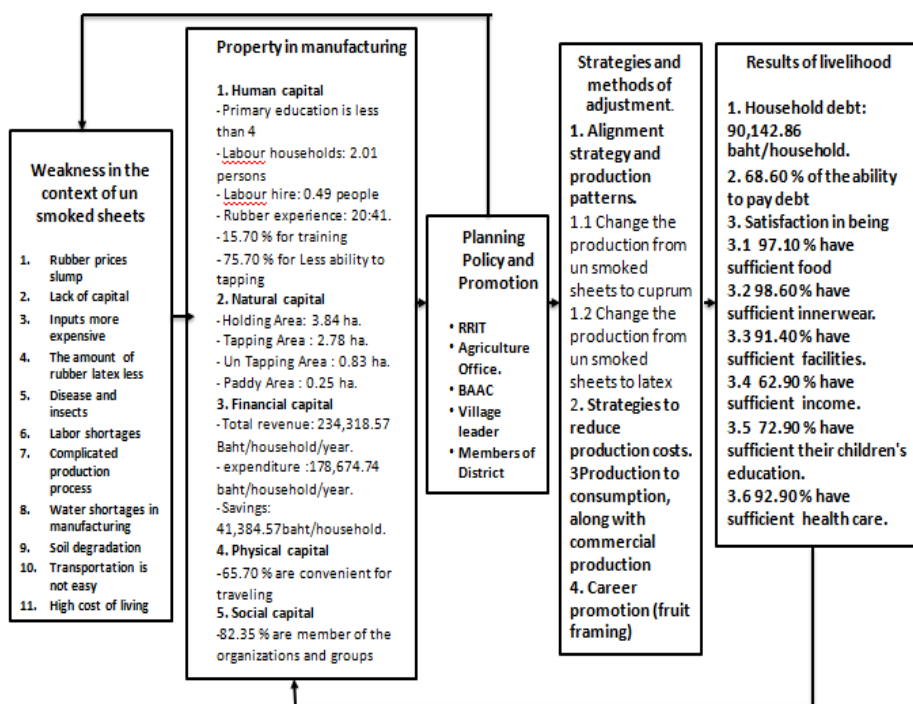 Weakness in the
context of un
smoked sheets
1. Rubber prices
slump
2. Lack of capital
3. Inputs more
expensive
4. The amount of
rubber latex less
5. Disease and
insects
6. Labor shortages
7. Complicated
production
process
8. Water shortages in
manufacturing
9. Soil degradation
10. Transportation is
not easy
11. High cost of living
Property in manufacturing
1. Human capital
-Primary education is less
than 4
-Labour households: 2.01
persons
-Labour hire: 0.49 people
-Rubber experience: 20:41.
-15.70 % for training
-75.70 % for Less ability to
tapping
2. Natural capital
-Holding Area: 3.84 ha.
-Tapping Area : 2.78 ha.
-Un Tapping Area : 0.83 ha.
-Paddy Area : 0.25 ha.
3. Financial capital
-Total revenue: 234,318.57
Baht/household/year.
- expenditure :178,674.74
baht/household/year.
-Savings:
41,384.57baht/household.
4. Physical capital
-65.70 % are convenient for
traveling
5. Social capital
-82.35 % are member of the
organizations and groups
Planning
Policy and
Promotion
• RRIT
• Agriculture
Office.
• BAAC
• Village
leader
• Members of
District
Strategies and
methods of
adjustment.
1. Alignment
strategy and
production
patterns.
1.1 Change the
production from
un smoked
sheets to cuprum
1.2 Change the
production from
un smoked
sheets to latex
2. Strategies to
reduce
production costs.
3Production to
consumption,
along with
commercial
production
4. Career
promotion (fruit
framing)
Results of livelihood
1. Household debt:
90,142.86
baht/household.
2. 68.60 % of the ability
to pay debt
3. Satisfaction in being
3.1 97.10 % have
sufficient food
3.2 98.60 % have
sufficient innerwear.
3.3 91.40 % have
sufficient facilities.
3.4 62.90 % have
sufficient income.
3.5 72.90 % have
sufficient their children's
education.
3.6 92.90 % have
sufficient health care.